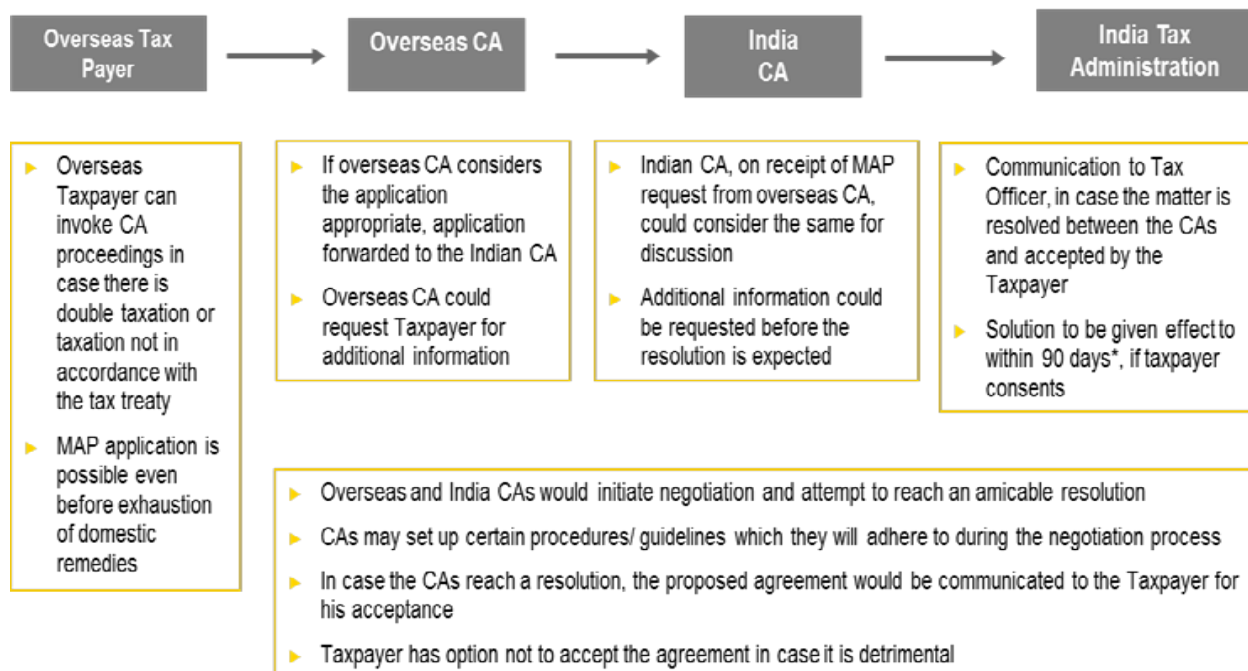 Overseas Tax
Payer
Overseas CA
India
CA
India Tax
Administration
Overseas
Taxpayer can
invoke CA
proceedings in
case there is
double taxation or
taxation not in
accordance with
the tax treaty
MAP application is
possible even
before exhaustion
of domestic
remedies
If overseas CA considers
the application
appropriate, application
forwarded to the Indian CA
Overseas CA could
request Taxpayer for
additional information
Indian CA, on receipt of MAP
request from overseas CA,
could consider the same for
discussion
Additional information could
be requested before the
resolution is expected
Communication to Tax
Officer, in case the matter is
resolved between the CAs
and accepted by the
Taxpayer
Solution to be given effect to
within 90 days*, if taxpayer
consents
Overseas and India CAs would initiate negotiation and attempt to reach an amicable resolution
CAs may set up certain procedures/ guidelines which they will adhere to during the negotiation process
In case the CAs reach a resolution, the proposed agreement would be communicated to the Taxpayer for
his acceptance
Taxpayer has option not to accept the agreement in case it is detrimental